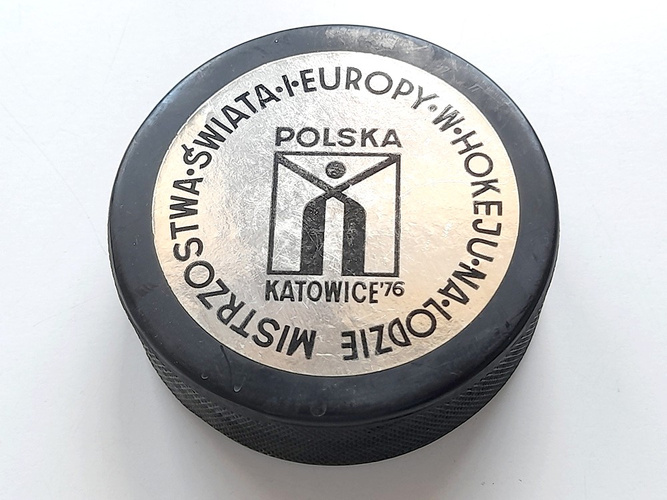 MISTRZOSTWA·ŚWIATA·I·EUROPY·W·HOKEJU·NA·LODZIE
POLSKA
KATOWICE'76